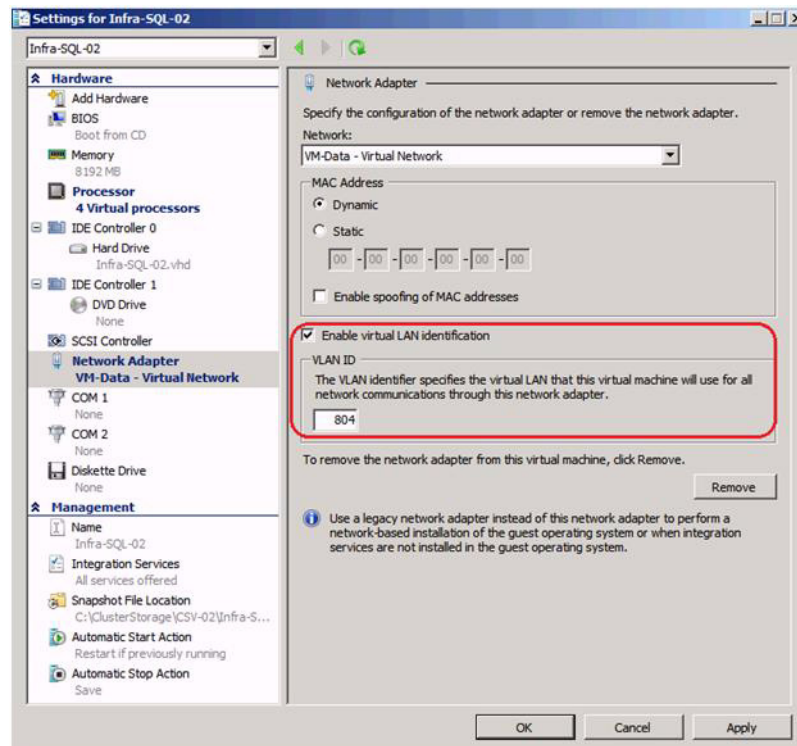 Settings for Infra-SQL-02
Infra-SQL-02
Hardware
Add Hardware
BIOS
Boot from CD
Memory
8192 MB
Processor
4 Virtual processors
IDE Controller 0
Hard Drive
Infra-SQL-02.vhd
IDE Controller 1
DVD Drive
None
SCSI Controller
Network Adapter
VM-Data - Virtual Network
COM 1
None
COM 2
None
Diskette Drive
None
Management
Name
Infra-SQL-02
Integration Services
All services offered
Snapshot File Location
C:\ClusterStorage\CSV-02\Infra-S...
Automatic Start Action
Restart if previously running
Automatic Stop Action
Save
Network Adapter
Specify the configuration of the network adapter or remove the network adapter.
Network:
VM-Data - Virtual Network
MAC Address
Dynamic
Static
00 - 00 - 00 - 00 - 00 - 00
Enable spoofing of MAC addresses
Enable virtual LAN identification
VLAN ID
The VLAN identifier specifies the virtual LAN that this virtual machine will use for all
network communications through this network adapter.
804
To remove the network adapter from this virtual machine, click Remove.
Remove
Use a legacy network adapter instead of this network adapter to perform a
network-based installation of the guest operating system or when integration
services are not installed in the guest operating system.
OK
Cancel
Apply